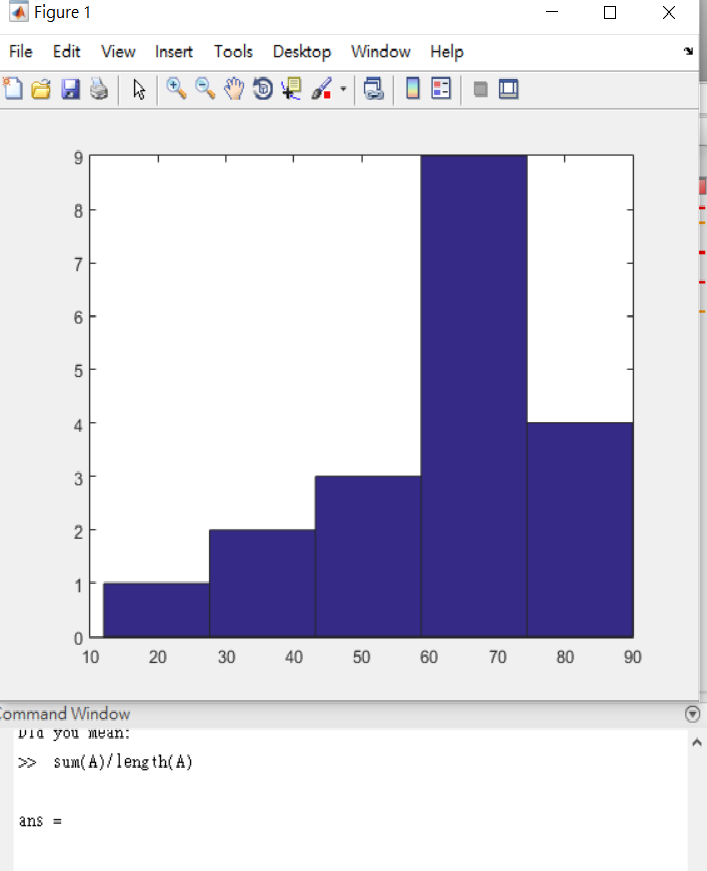 Figure 1
File Edit View Insert Tools Desktop Window Help
9
8
7
6
5
4
3
2
1
0
10 20 30 40 50 60 70 80 90
Command Window
Did you mean:
>> sum(A)/length(A)
ans =